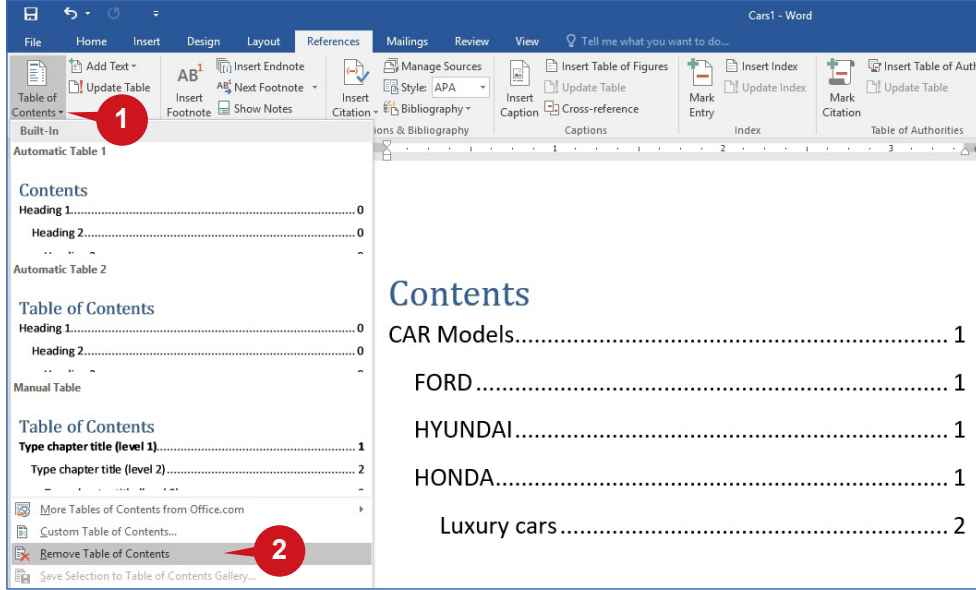 Cars1 - Word
File Home Insert Design Layout References Mailings Review View Tell me what you want to do...
Table of Contents
Add Text
Update Table
AB1 Insert Footnote
Insert Endnote
AB1 Next Footnote
Show Notes
Insert Citation
Manage Sources
Style: APA
Bibliography
Insert Caption
Insert Table of Figures
Update Table
Cross-reference
Mark Entry
Insert Index
Update Index
Mark Citation
Insert Table of Auth
Update Table
ons & Bibliography Captions Index Table of Authorities
1
Built-In
1 2 3
Automatic Table 1
Contents
Heading 1 0
Heading 2 0
Automatic Table 2
Table of Contents
Heading 1 0
Heading 2 0
Manual Table
Table of Contents
Type chapter title (level 1) 1
Type chapter title (level 2) 2
More Tables of Contents from Office.com
Custom Table of Contents...
Remove Table of Contents
2
Save Selection to Table of Contents Gallery...
Contents
CAR Models 1
FORD 1
HYUNDAI 1
HONDA 1
Luxury cars 2